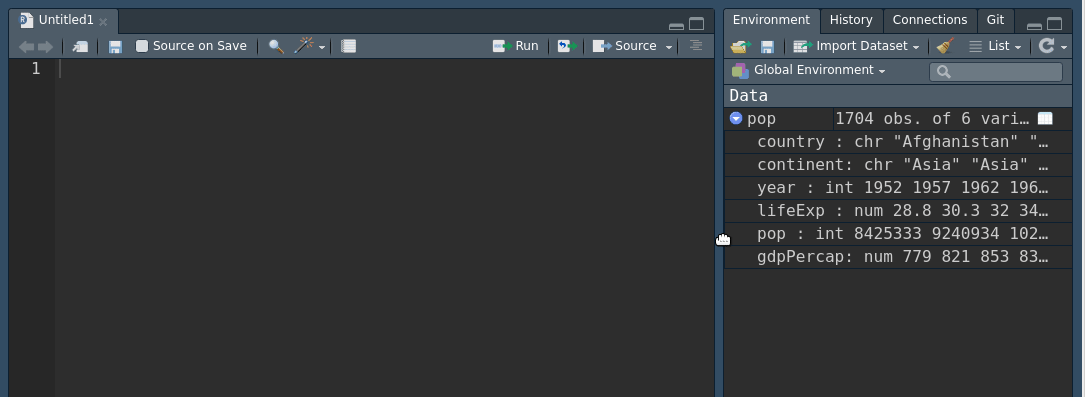 Untitled1
Source on Save
Run
Source
1
Environment History Connections Git
Import Dataset
List
Global Environment
Data
pop 1704 obs. of 6 vari…
country : chr "Afghanistan" "…
continent: chr "Asia" "Asia" …
year : int 1952 1957 1962 196…
lifeExp : num 28.8 30.3 32 34…
pop : int 8425333 9240934 102…
gdpPercap: num 779 821 853 83…